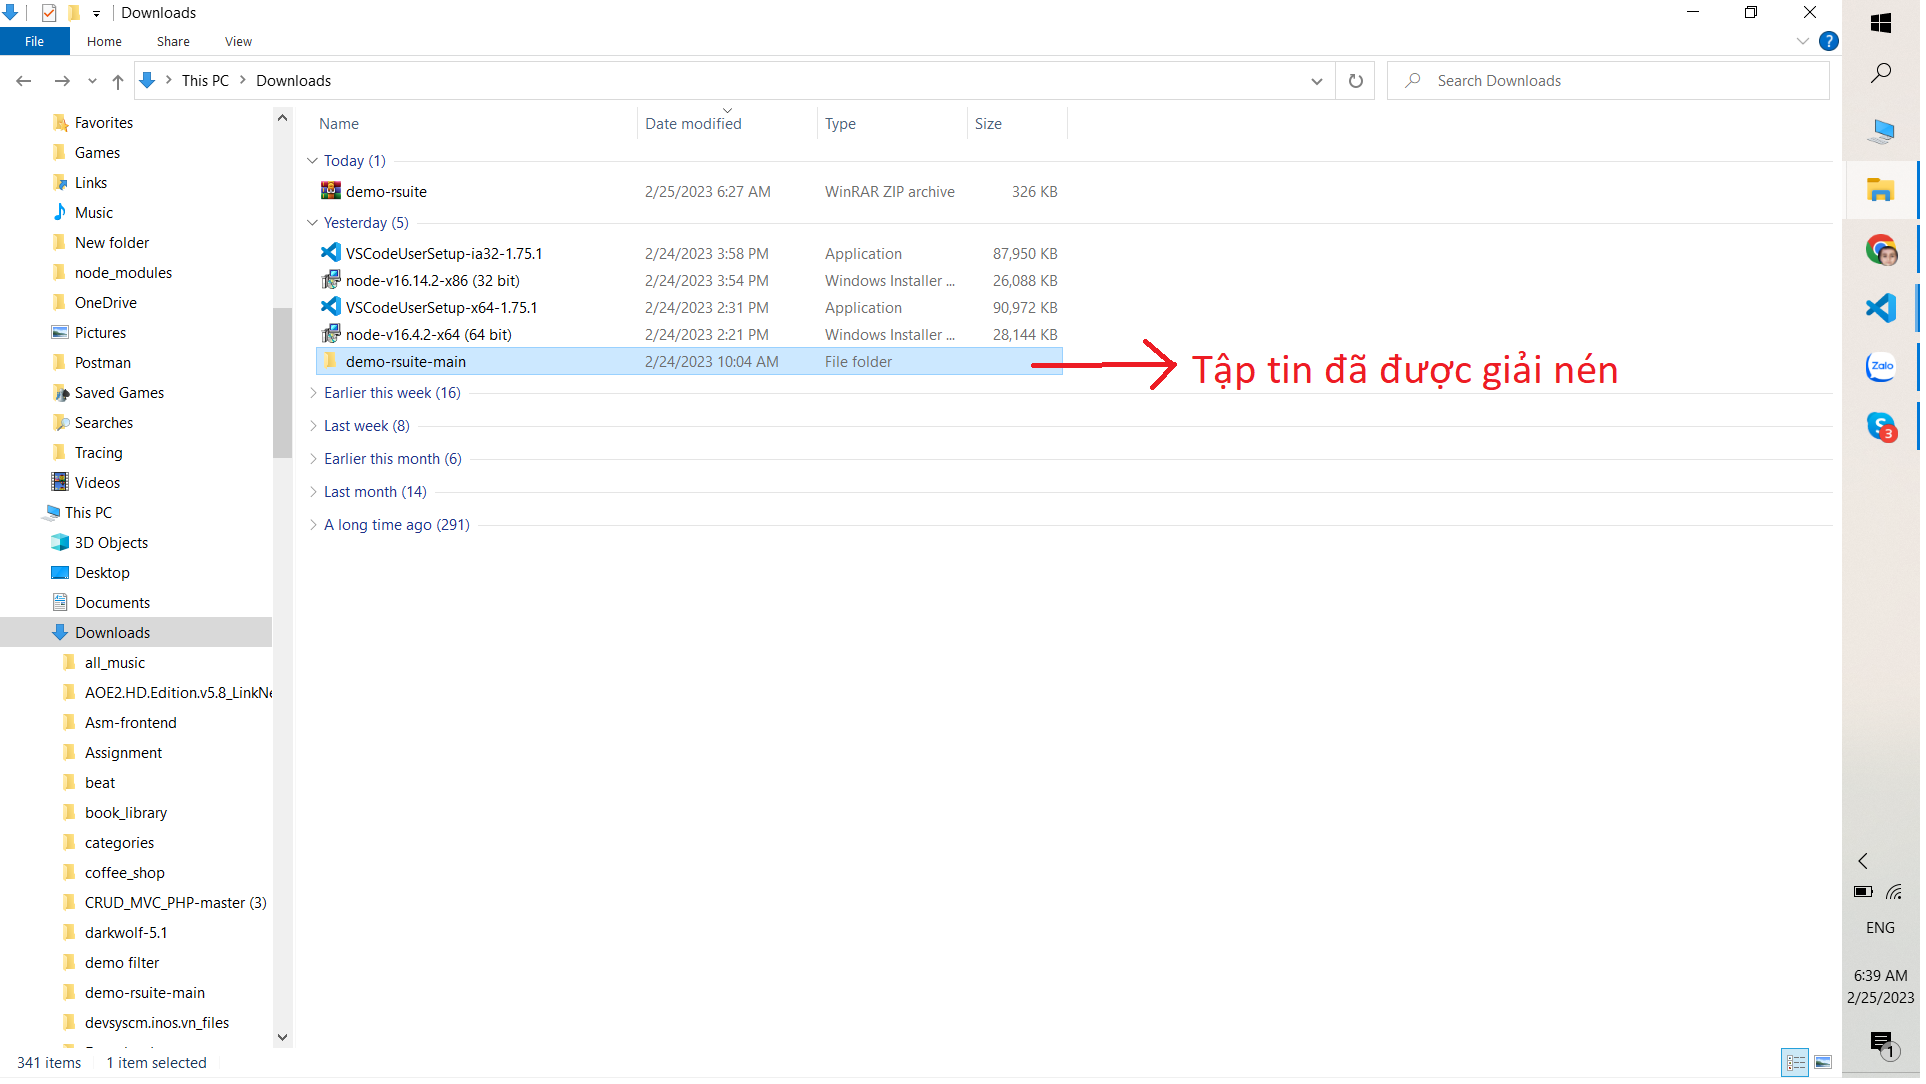 Downloads
File Home Share View
This PC Downloads
Search Downloads
Name Date modified Type Size
Today (1)
demo-rsuite 2/25/2023 6:27 AM WinRAR ZIP archive 326 KB
Yesterday (5)
VSCodeUserSetup-ia32-1.75.1 2/24/2023 3:58 PM Application 87,950 KB
node-v16.14.2-x86 (32 bit) 2/24/2023 3:54 PM Windows Installer ... 26,088 KB
VSCodeUserSetup-x64-1.75.1 2/24/2023 2:31 PM Application 90,972 KB
node-v16.4.2-x64 (64 bit) 2/24/2023 2:21 PM Windows Installer ... 28,144 KB
demo-rsuite-main 2/24/2023 10:04 AM File folder
Tập tin đã được giải nén
Earlier this week (16)
Last week (8)
Earlier this month (6)
Last month (14)
A long time ago (291)
Favorites
Games
Links
Music
New folder
node_modules
OneDrive
Pictures
Postman
Saved Games
Searches
Tracing
Videos
This PC
3D Objects
Desktop
Documents
Downloads
all_music
AOE2.HD.Edition.v5.8_LinkNe
Asm-frontend
Assignment
beat
book_library
categories
coffee_shop
CRUD_MVC_PHP-master (3)
darkwolf-5.1
demo filter
demo-rsuite-main
devsyscm.inos.vn_files
341 items 1 item selected
?
Zalo
S
3
ENG
6:39 AM
2/25/2023
1